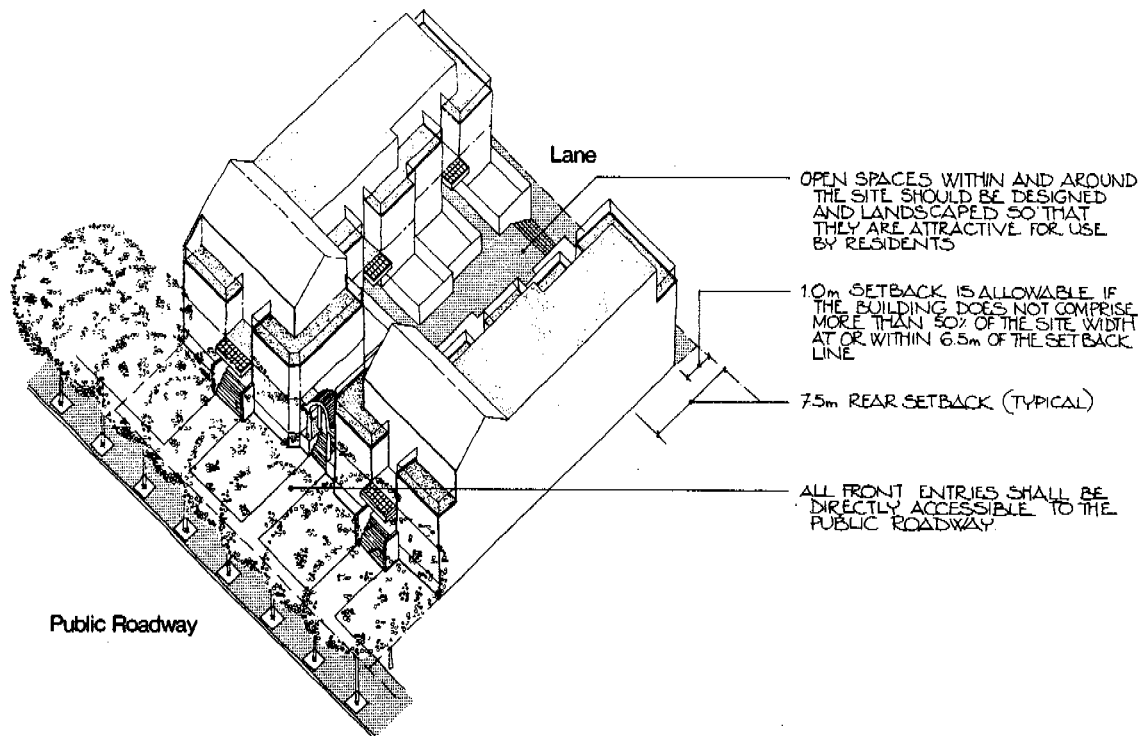 Lane
OPEN SPACES WITHIN AND AROUND
THE SITE SHOULD BE DESIGNED
AND LANDSCAPED SO THAT
THEY ARE ATTRACTIVE FOR USE
BY RESIDENTS
1.0m SETBACK IS ALLOWABLE IF
THE BUILDING DOES NOT COMPRISE
MORE THAN 50% OF THE SITE WIDTH
AT OR WITHIN 6.5m OF THE SETBACK
LINE
7.5m REAR SETBACK (TYPICAL)
ALL FRONT ENTRIES SHALL BE
DIRECTLY ACCESSIBLE TO THE
PUBLIC ROADWAY.
Public Roadway